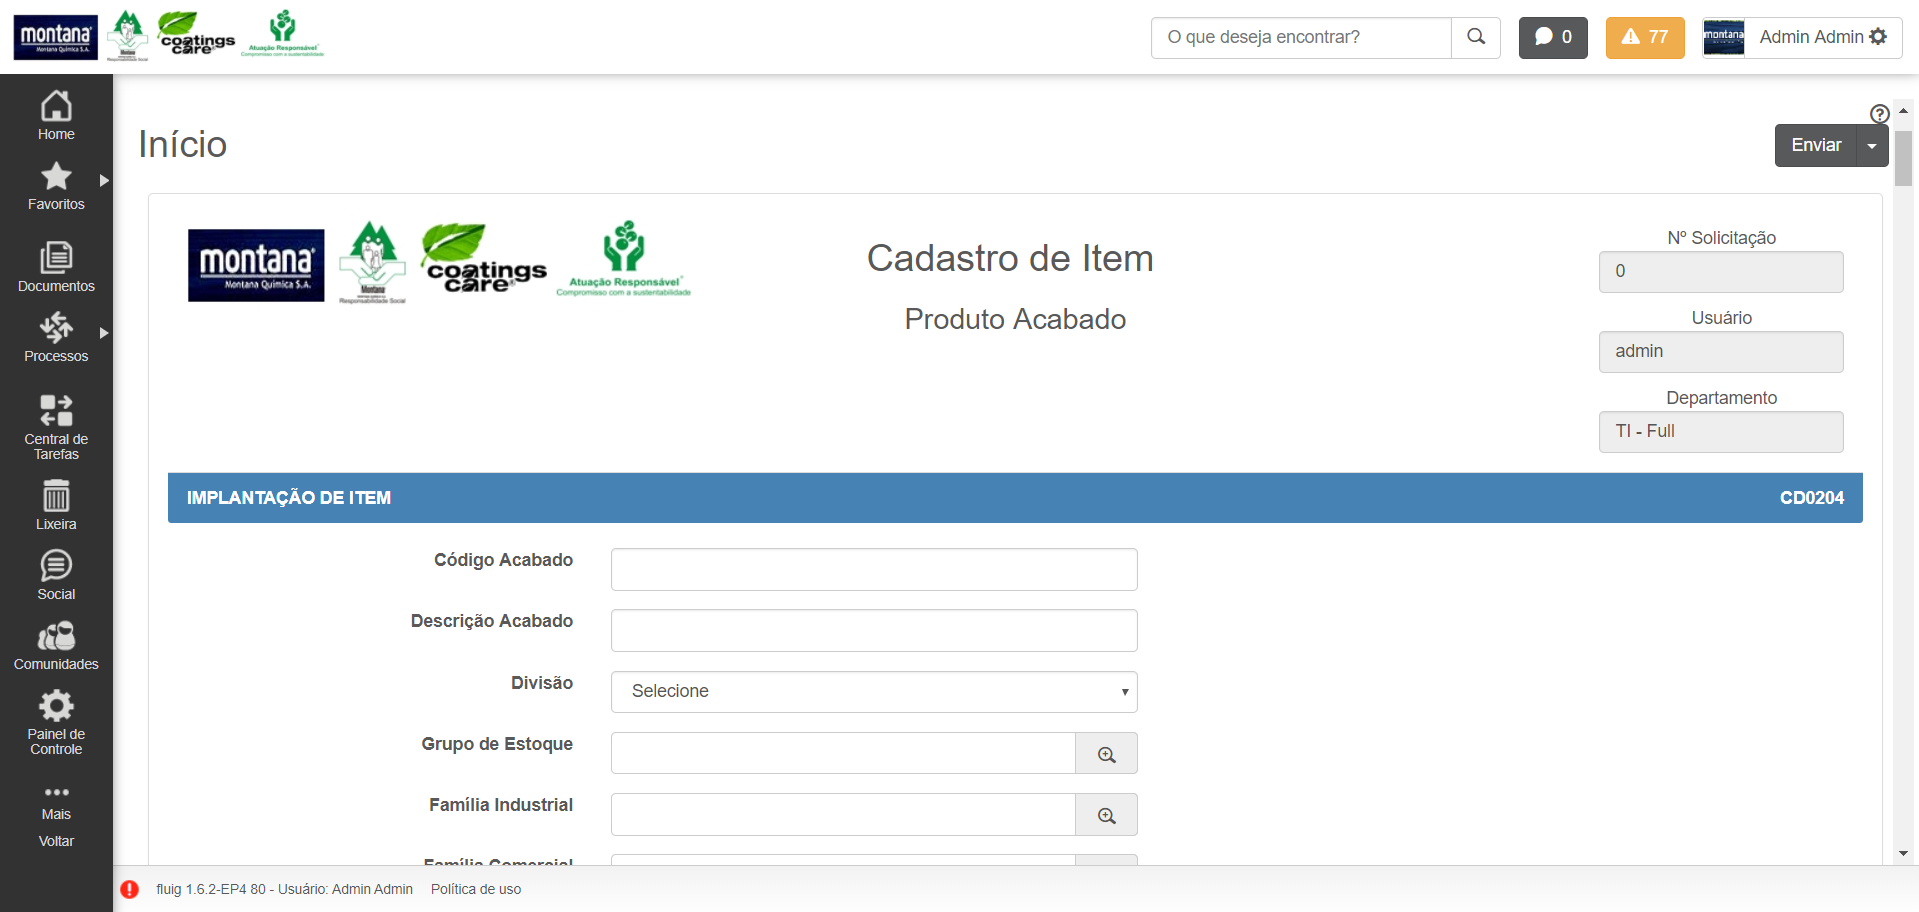 montana
Montana Química S.A.
Montana
Responsabilidade Social
coatings
care
Atuação Responsável
Compromisso com a sustentabilidade
O que deseja encontrar?
0
77
montana
Admin Admin
Home
Favoritos
Documentos
Processos
Central de
Tarefas
Lixeira
Social
Comunidades
Painel de
Controle
Mais
Voltar
Início
Enviar
montana
Montana Química S.A.
Montana
Responsabilidade Social
coatings
care
Atuação Responsável
Compromisso com a sustentabilidade
Cadastro de Item
Produto Acabado
Nº Solicitação
0
Usuário
admin
Departamento
TI - Full
IMPLANTAÇÃO DE ITEM
CD0204
Código Acabado
Descrição Acabado
Divisão
Selecione
Grupo de Estoque
Família Industrial
Família Comercial
fluig 1.6.2-EP4 80 - Usuário: Admin Admin
Política de uso